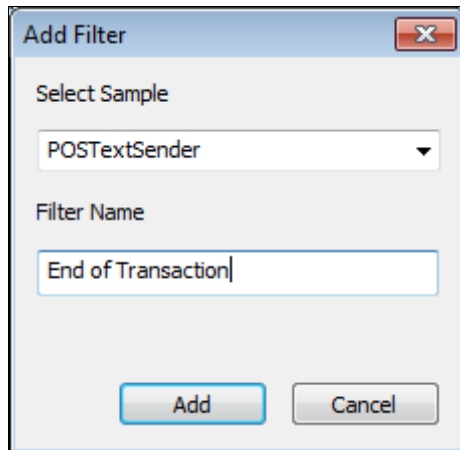 Add Filter
Select Sample
POSTextSender
Filter Name
End of Transaction
Add Cancel